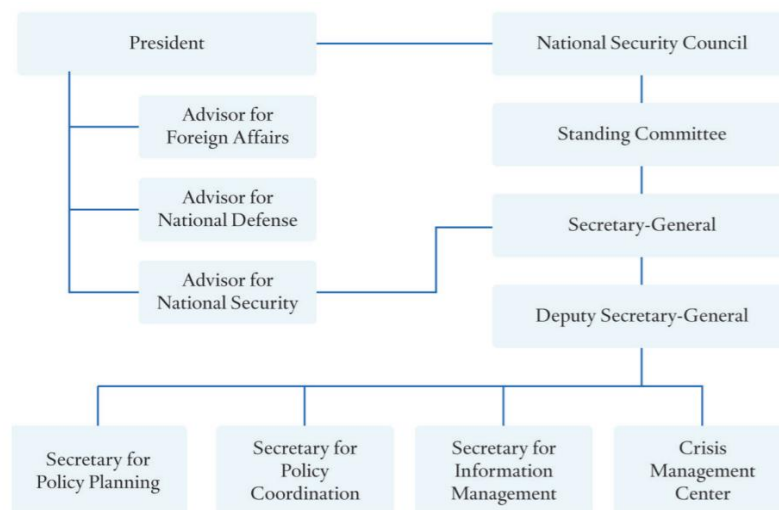 President
National Security Council
Advisor for
Foreign Affairs
Standing Committee
Advisor for
National Defense
Secretary-General
Advisor for
National Security
Deputy Secretary-General
Secretary for
Policy Planning
Secretary for
Policy
Coordination
Secretary for
Information
Management
Crisis
Management
Center